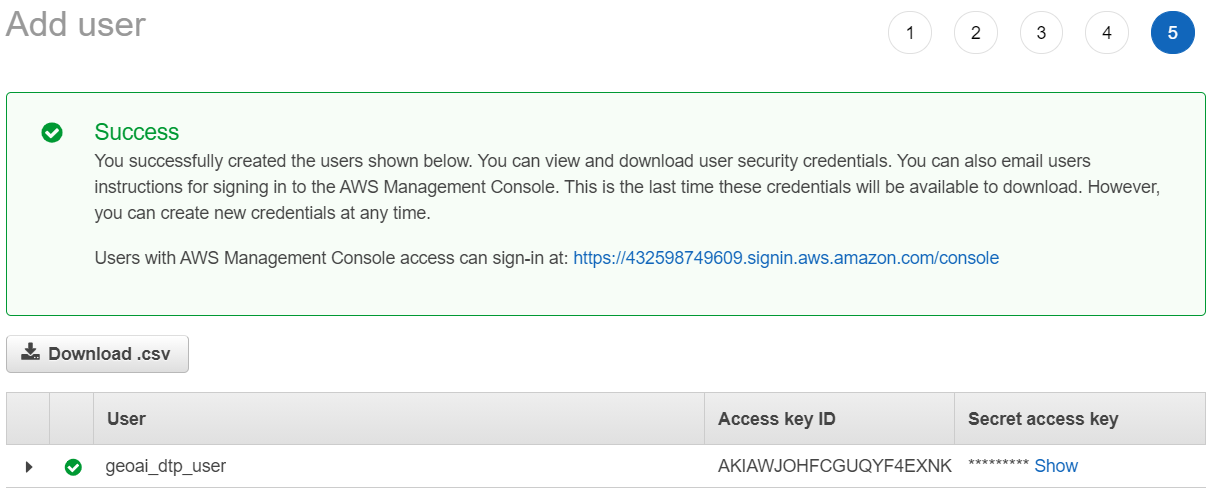 Add user
1 2 3 4 5
Success
You successfully created the users shown below. You can view and download user security credentials. You can also email users
instructions for signing in to the AWS Management Console. This is the last time these credentials will be available to download. However,
you can create new credentials at any time.
Users with AWS Management Console access can sign-in at: https://432598749609.signin.aws.amazon.com/console
Download .csv
User Access key ID Secret access key
geoai_dtp_user AKIAWJOHFCGUQYF4EXNK ********* Show